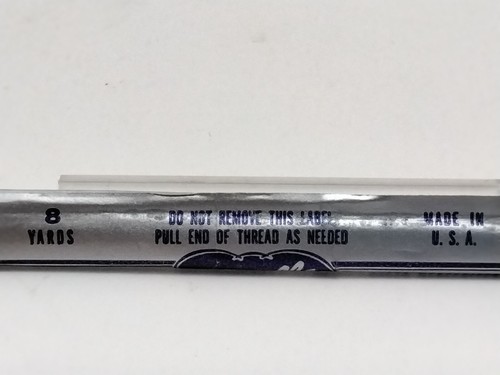 8
YARDS
DO NOT REMOVE THIS LABEL
PULL END OF THREAD AS NEEDED
MADE IN
U. S. A.